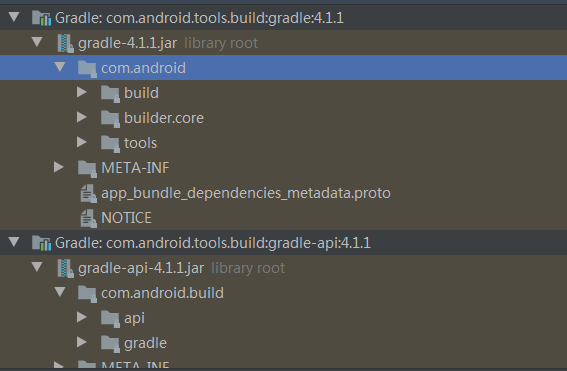 Gradle: com.android.tools.build:gradle:4.1.1
gradle-4.1.1.jar library root
com.android
build
builder.core
tools
META-INF
app_bundle_dependencies_metadata.proto
NOTICE
Gradle: com.android.tools.build:gradle-api:4.1.1
gradle-api-4.1.1.jar library root
com.android.build
api
gradle
META-INF